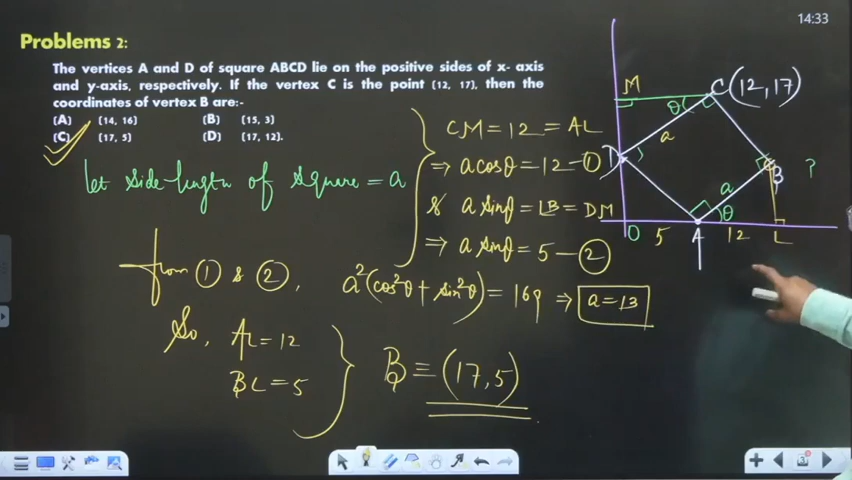 14:33
Problems 2:
The vertices A and D of square ABCD lie on the positive sides of x- axis
and y-axis, respectively. If the vertex C is the point (12, 17), then the
coordinates of vertex B are:-
(A) (14, 16) (B) (15, 3)
(C) (17, 5) (D) (17, 12).
let side-length of square = a
CM = 12 = AL
⇒ a cosθ = 12 - ①
& a sinθ = LB = DM
⇒ a sinθ = 5 - ②
from ① & ②, a²(cos²θ + sin²θ) = 169 ⇒ a = 13
So, AL = 12
BL = 5
B ≡ (17, 5)
M C (12, 17)
θ a
D
B ?
a
θ
O 5 A 12 L